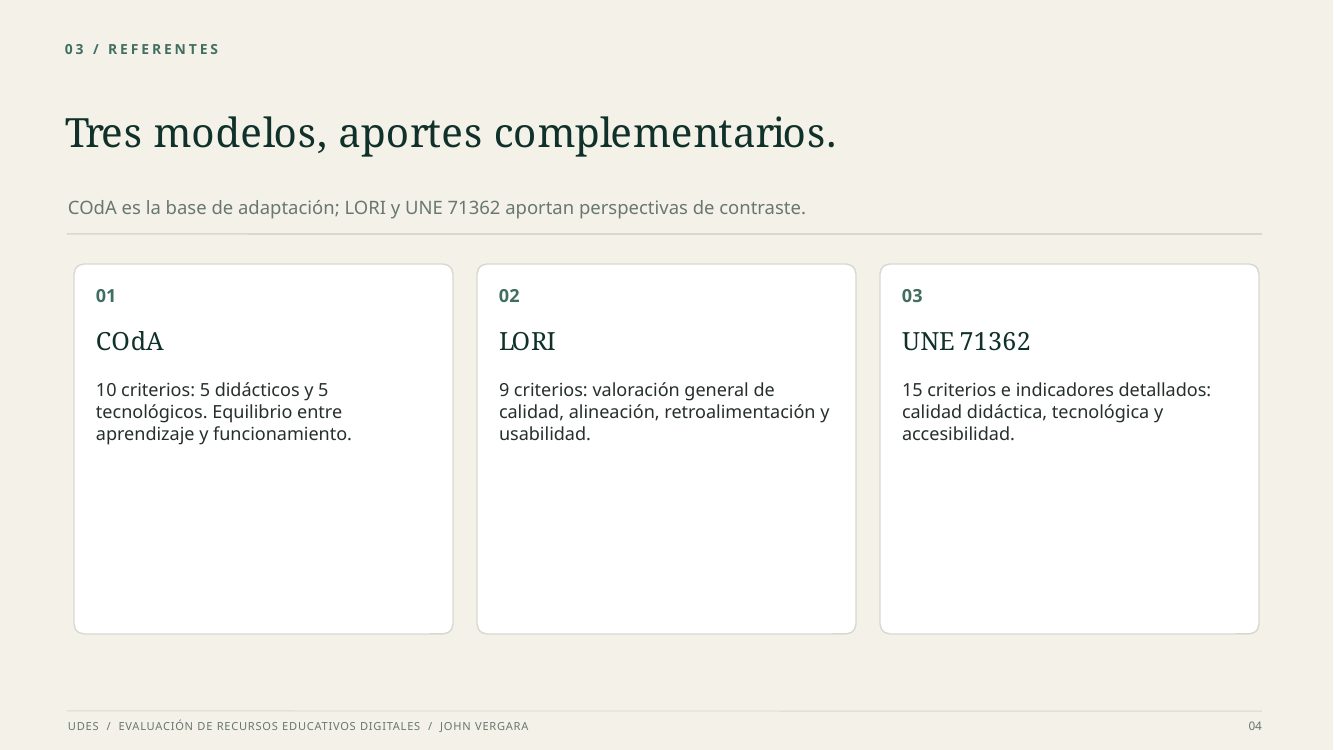 03 / REFERENTES
Tres modelos, aportes complementarios.
COdA es la base de adaptación; LORI y UNE 71362 aportan perspectivas de contraste.
01
COdA
10 criterios: 5 didácticos y 5
tecnológicos. Equilibrio entre
aprendizaje y funcionamiento.
02
LORI
9 criterios: valoración general de
calidad, alineación, retroalimentación y
usabilidad.
03
UNE 71362
15 criterios e indicadores detallados:
calidad didáctica, tecnológica y
accesibilidad.
UDES / EVALUACIÓN DE RECURSOS EDUCATIVOS DIGITALES / JOHN VERGARA
04